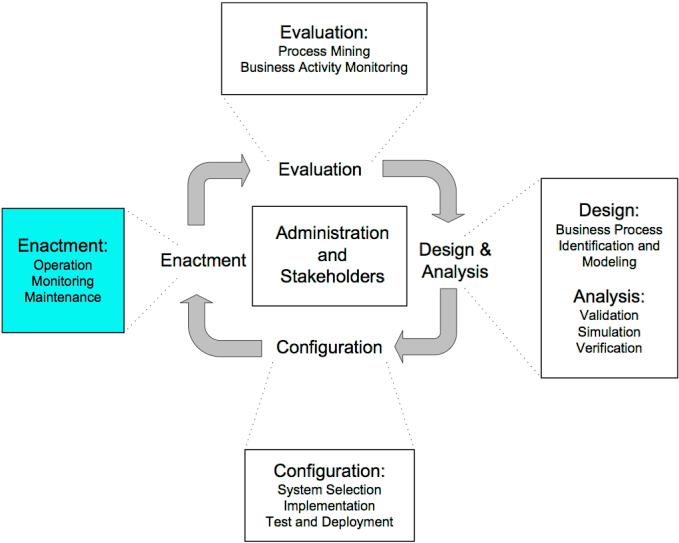 Evaluation:
Process Mining
Business Activity Monitoring
Evaluation
Enactment:
Operation
Monitoring
Maintenance
Enactment
Administration
and
Stakeholders
Design &
Analysis
Design:
Business Process
Identification and
Modeling
Analysis:
Validation
Simulation
Verification
Configuration
Configuration:
System Selection
Implementation
Test and Deployment